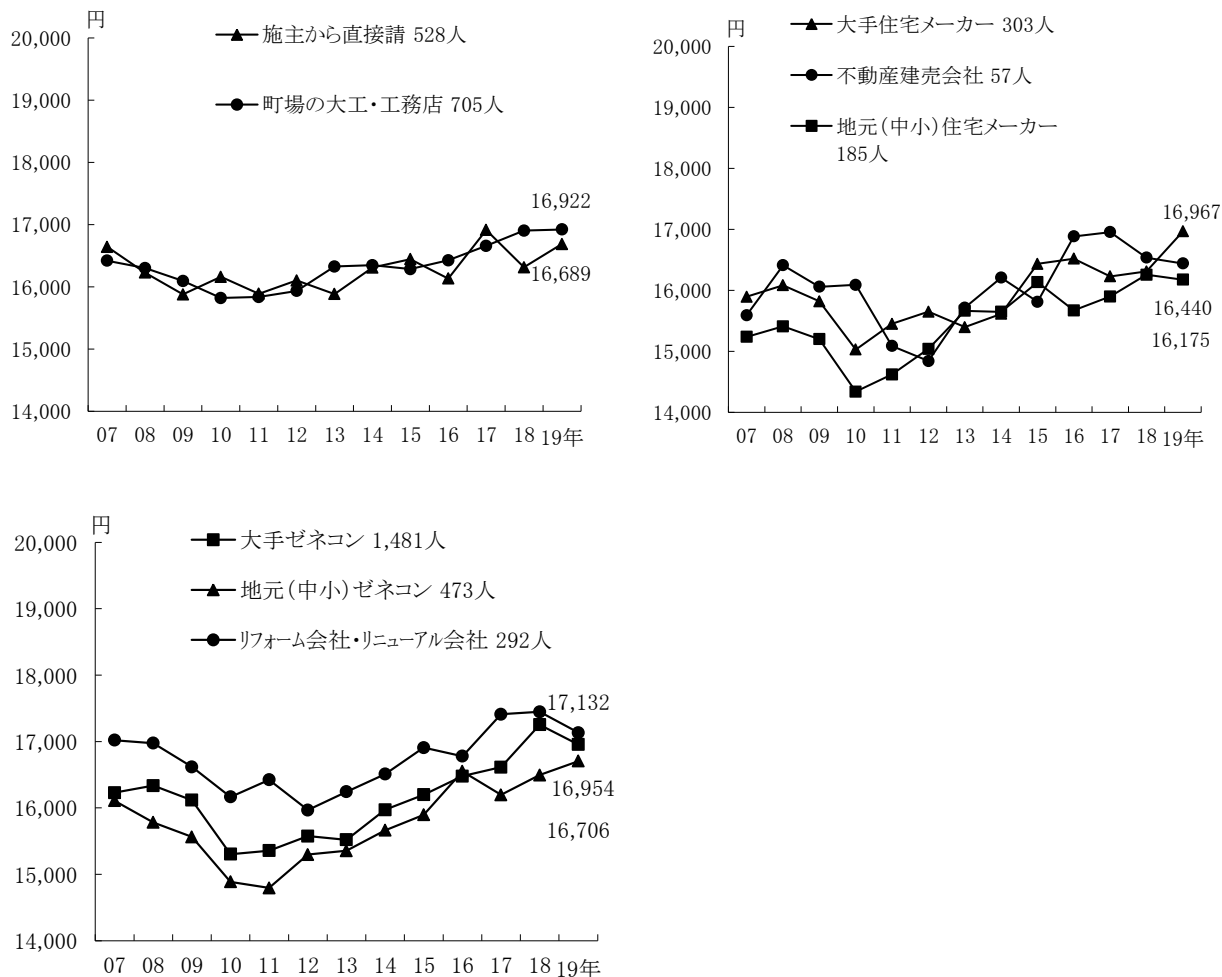 円
20,000
19,000
18,000
17,000
16,000
15,000
14,000
施主から直接請 528人
町場の大工・工務店 705人
16,922
16,689
07 08 09 10 11 12 13 14 15 16 17 18 19年
円
20,000
19,000
18,000
17,000
16,000
15,000
14,000
大手住宅メーカー 303人
不動産建売会社 57人
地元(中小)住宅メーカー
185人
16,967
16,440
16,175
07 08 09 10 11 12 13 14 15 16 17 18 19年
円
20,000
19,000
18,000
17,000
16,000
15,000
14,000
大手ゼネコン 1,481人
地元(中小)ゼネコン 473人
リフォーム会社・リニューアル会社 292人
17,132
16,954
16,706
07 08 09 10 11 12 13 14 15 16 17 18 19年